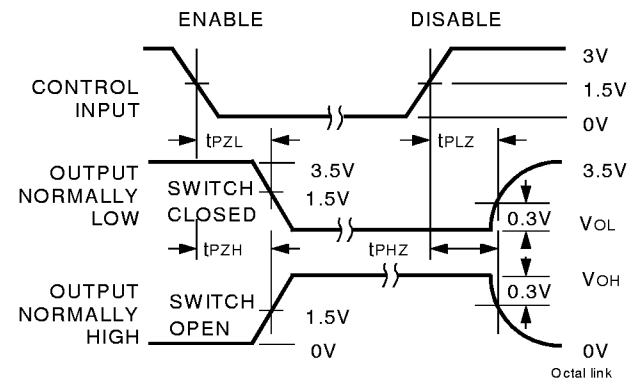 ENABLE DISABLE
CONTROL INPUT
3V
1.5V
0V
tPZL tPLZ
OUTPUT NORMALLY LOW
SWITCH CLOSED
3.5V
1.5V
3.5V
0.3V
VOL
tPZH tPHZ
OUTPUT NORMALLY HIGH
SWITCH OPEN
1.5V
0V
VOH
0.3V
0V
Octal link